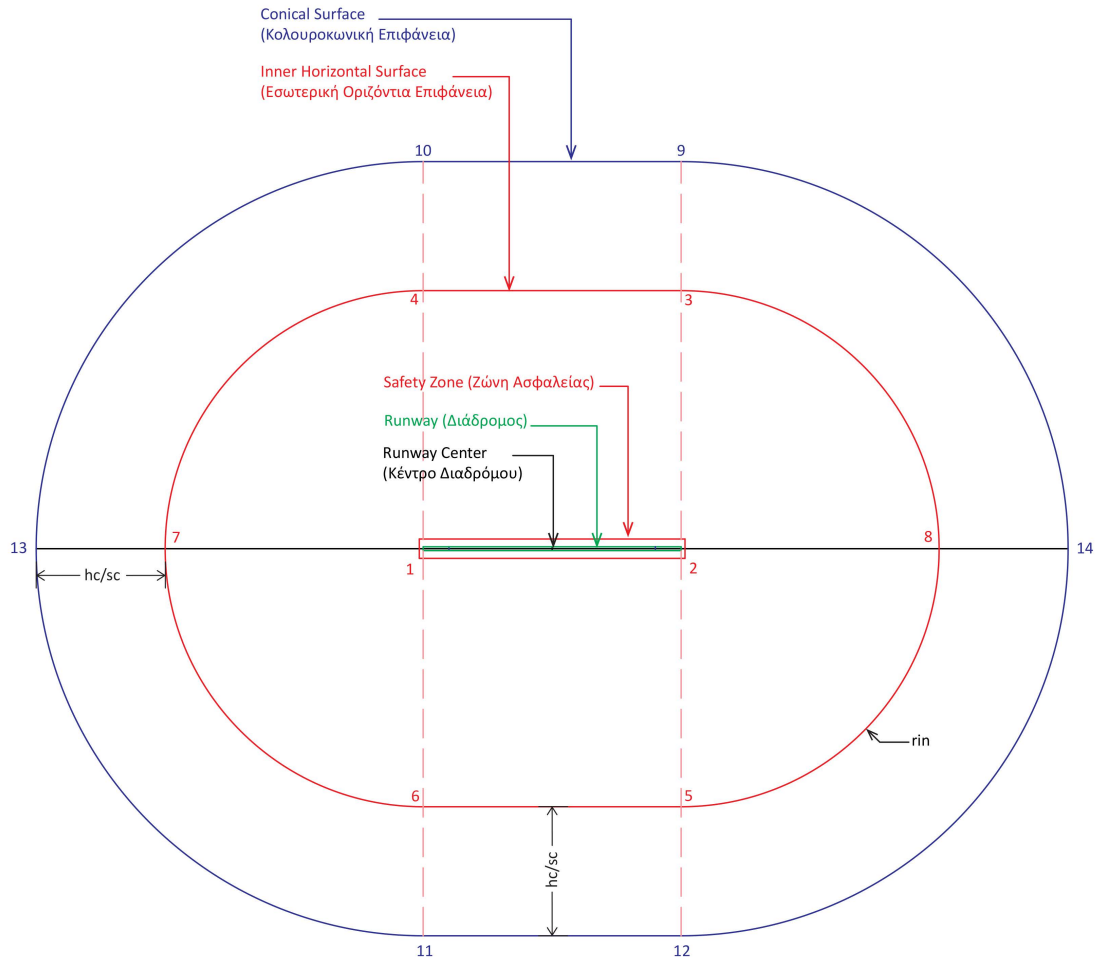 Conical Surface
(Κολουροκωνική Επιφάνεια)
Inner Horizontal Surface
(Εσωτερική Οριζόντια Επιφάνεια)
10
9
4
3
Safety Zone (Ζώνη Ασφαλείας)
Runway (Διάδρομος)
Runway Center
(Κέντρο Διαδρόμου)
13
7
8
14
1
2
hc/sc
rin
6
5
hc/sc
11
12